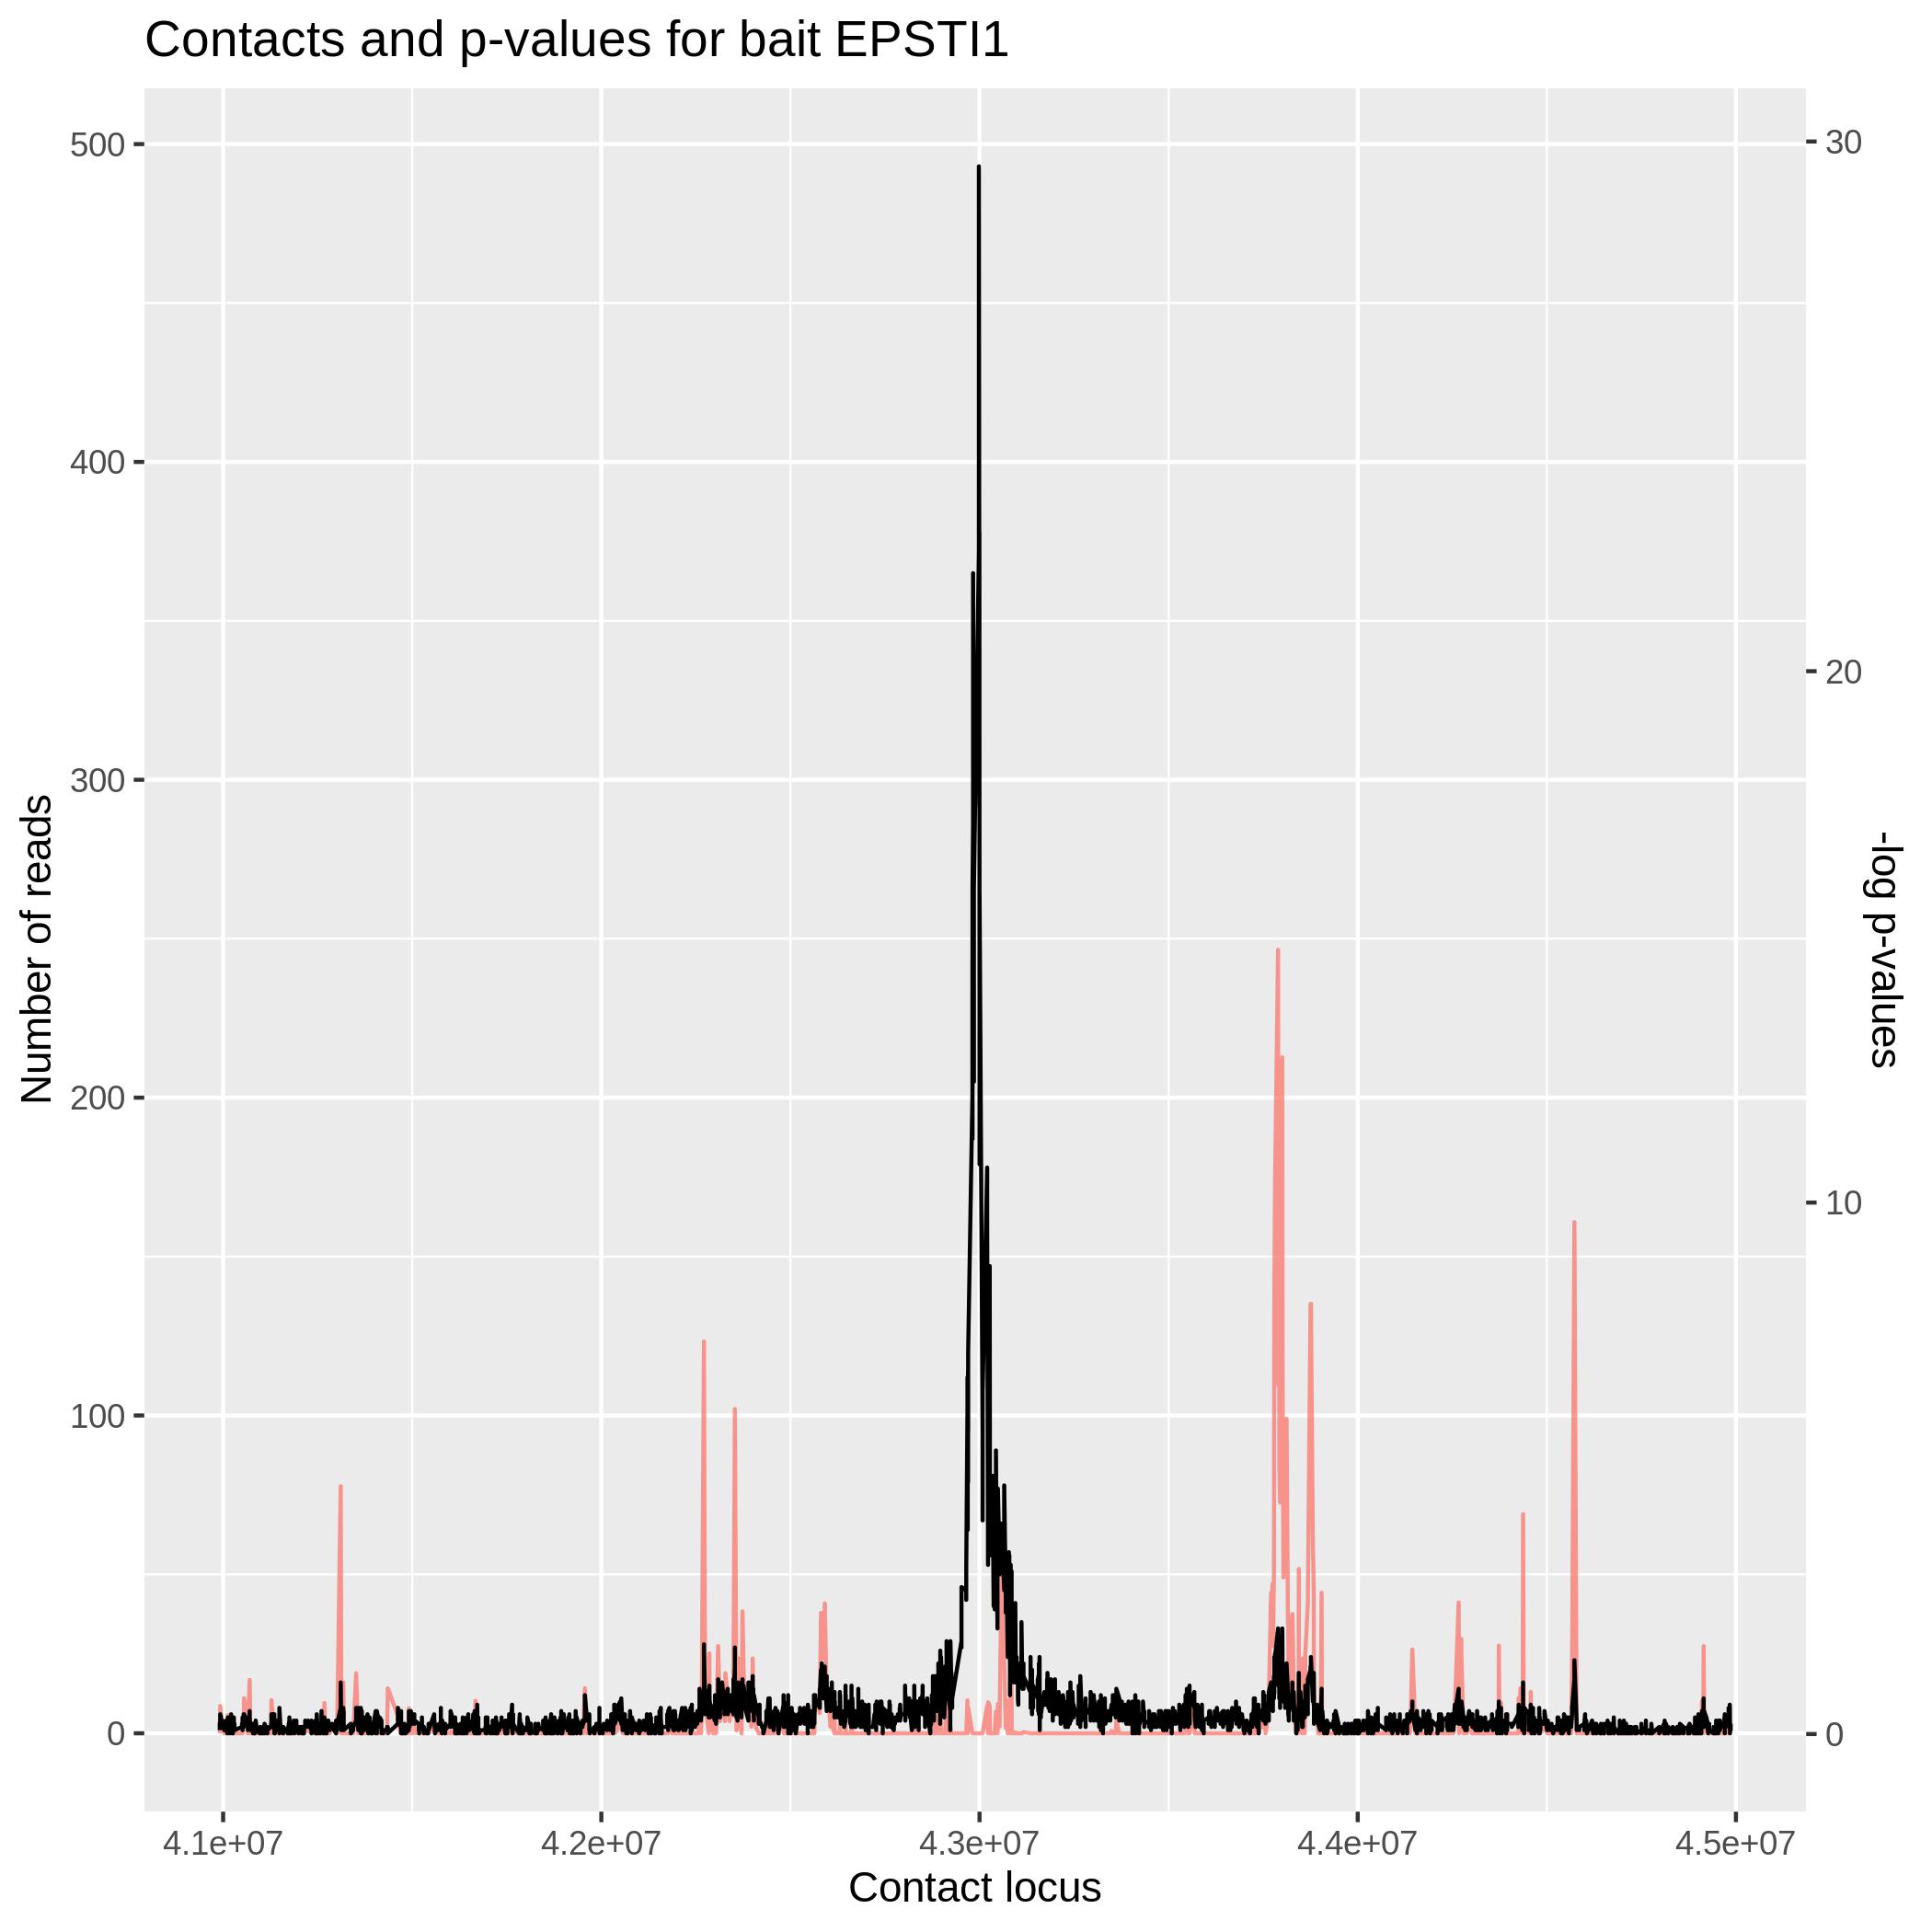 Contacts and p-values for bait EPSTI1
500
400
300
200
100
0
Number of reads
30
20
10
0
-log p-values
4.1e+07 4.2e+07 4.3e+07 4.4e+07 4.5e+07
Contact locus